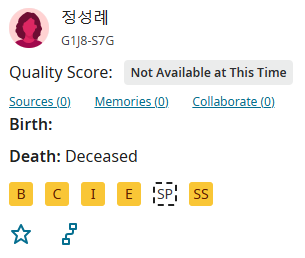 정성례
G1J8-S7G
Quality Score: Not Available at This Time
Sources (0) Memories (0) Collaborate (0)
Birth:
Death: Deceased
B C I E SP SS